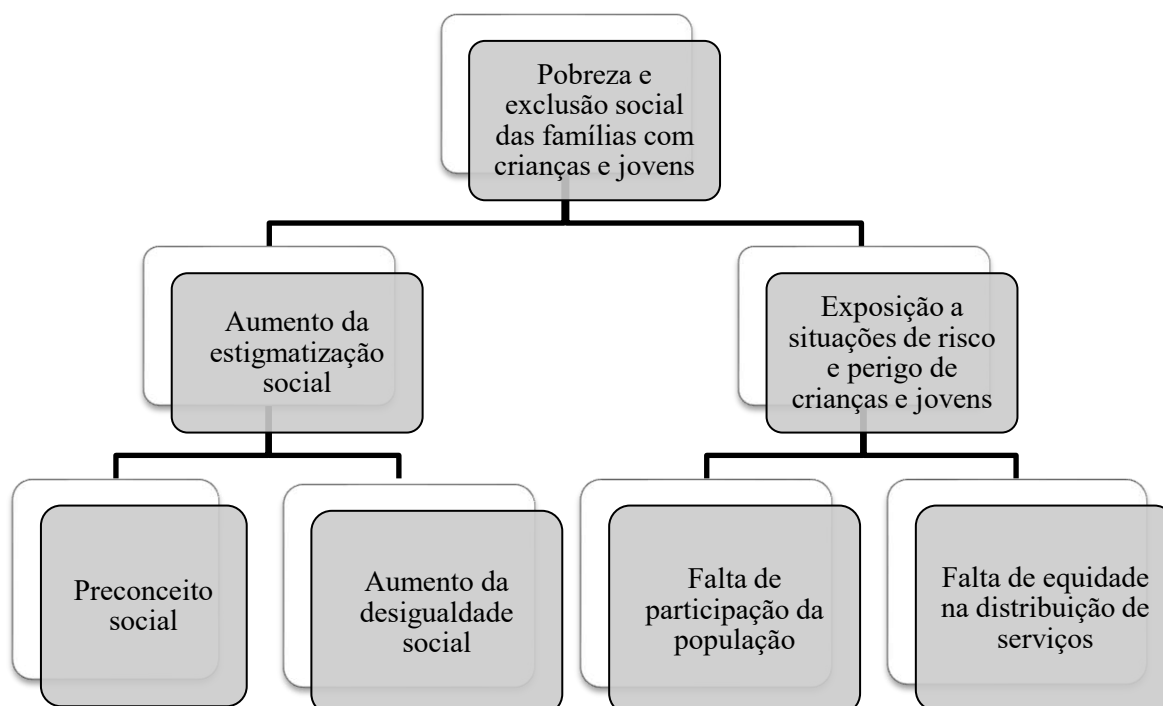 Pobreza e
exclusão social
das famílias com
crianças e jovens
Aumento da
estigmatização
social
Exposição a
situações de risco
e perigo de
crianças e jovens
Preconceito
social
Aumento da
desigualdade
social
Falta de
participação da
população
Falta de equidade
na distribuição de
serviços